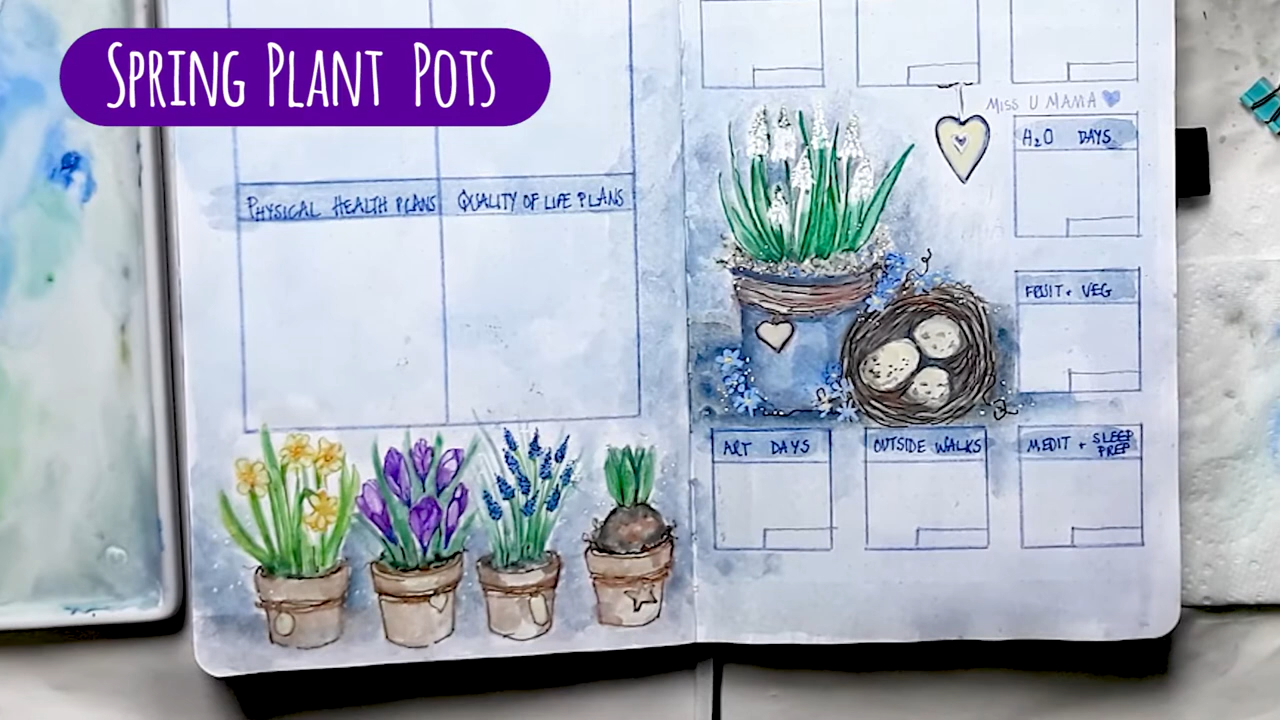 SPRING PLANT POTS
PHYSICAL HEALTH PLANS
QUALITY OF LIFE PLANS
MISS U MAMA
H2O DAYS
FRUIT + VEG
ART DAYS
OUTSIDE WALKS
MEDIT + SLEEP
PREP